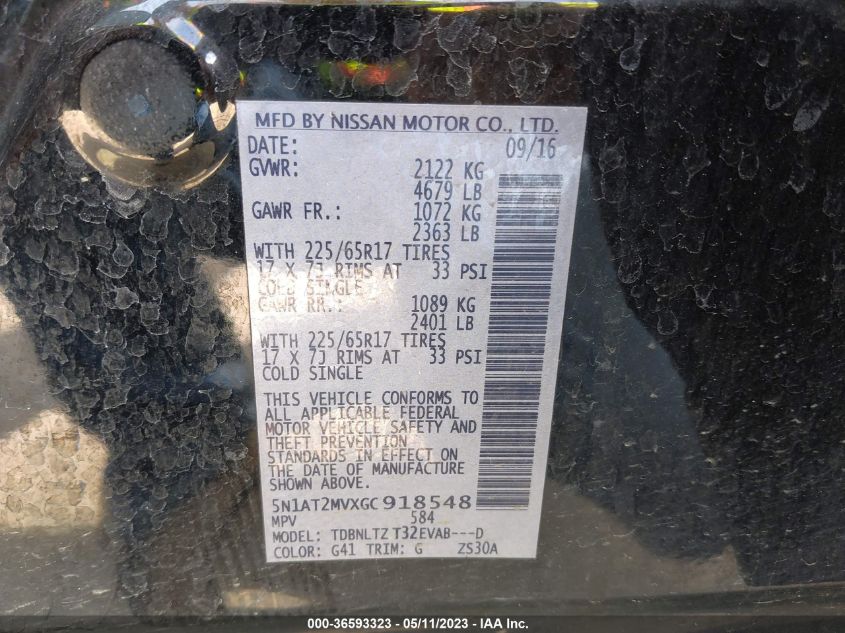 MFD BY NISSAN MOTOR CO., LTD.
DATE: 09/16
GVWR: 2122 KG
4679 LB
GAWR FR.: 1072 KG
2363 LB
WITH 225/65R17 TIRES
17 X 7J RIMS AT 33 PSI
COLD SINGLE
GAWR RR.: 1089 KG
2401 LB
WITH 225/65R17 TIRES
17 X 7J RIMS AT 33 PSI
COLD SINGLE
THIS VEHICLE CONFORMS TO
ALL APPLICABLE FEDERAL
MOTOR VEHICLE SAFETY AND
THEFT PREVENTION
STANDARDS IN EFFECT ON
THE DATE OF MANUFACTURE
SHOWN ABOVE.
5N1AT2MVXGC918548
MPV 584
MODEL: TDBNLTZ T32EVAB---D
COLOR: G41 TRIM: G ZS30A
000-36593323 - 05/11/2023 - IAA Inc.